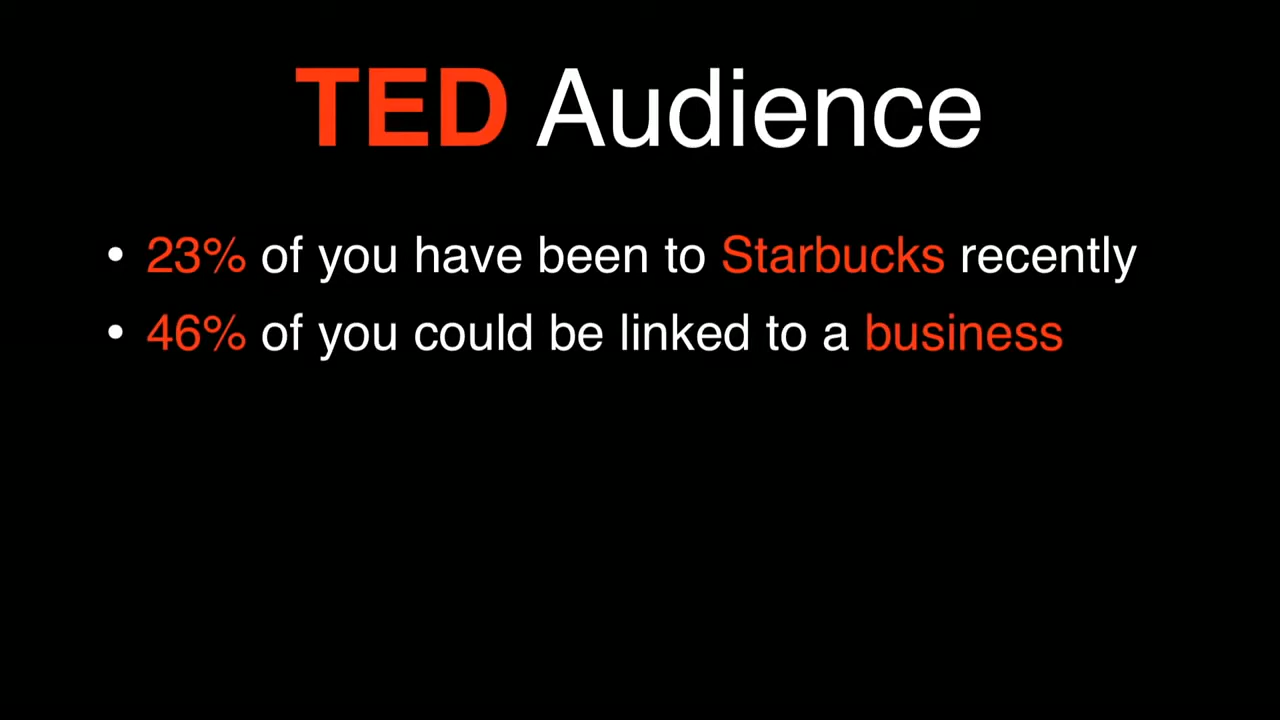 TED Audience
• 23% of you have been to Starbucks recently
• 46% of you could be linked to a business